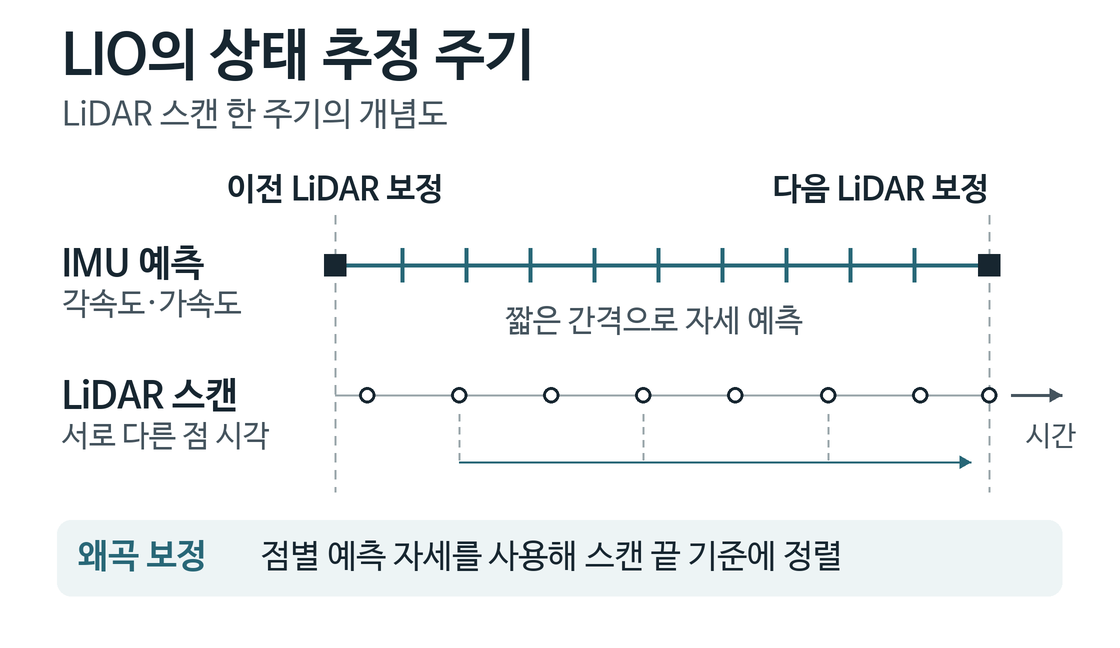 LIO의 상태 추정 주기
LiDAR 스캔 한 주기의 개념도
이전 LiDAR 보정
다음 LiDAR 보정
IMU 예측
각속도·가속도
짧은 간격으로 자세 예측
LiDAR 스캔
서로 다른 점 시각
시간
왜곡 보정 점별 예측 자세를 사용해 스캔 끝 기준에 정렬